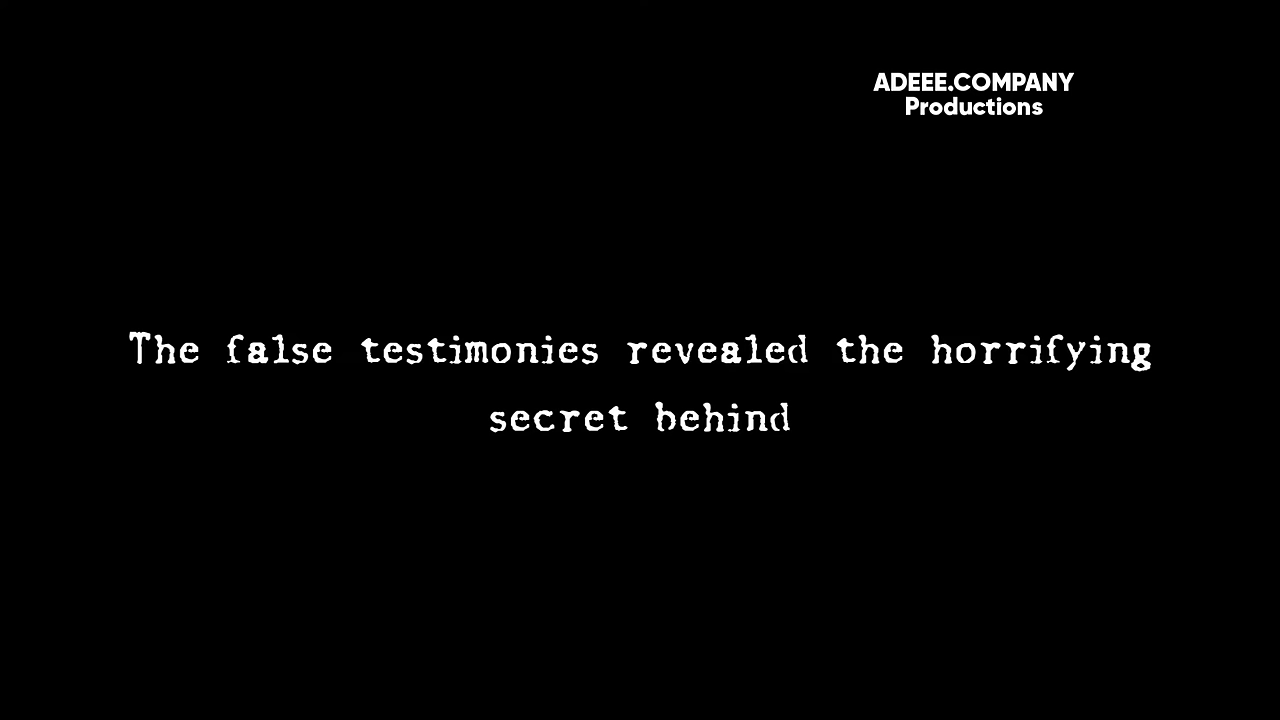 ADEEE.COMPANY
Productions
The false testimonies revealed the horrifying
secret behind